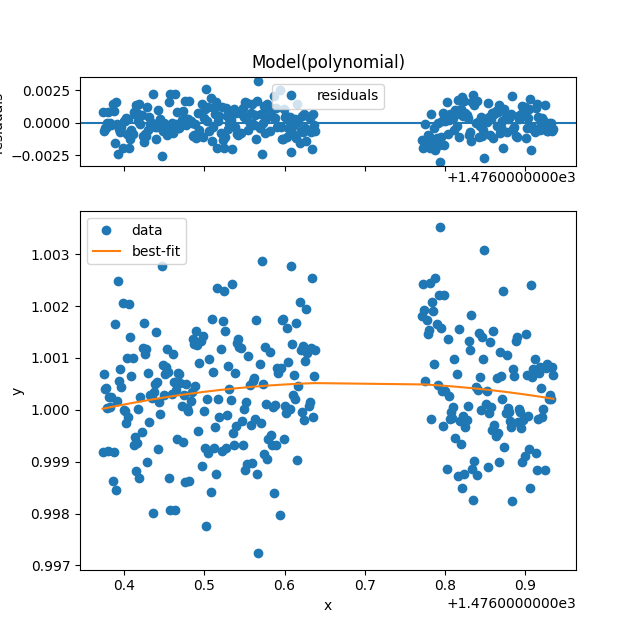 Model(polynomial)
residuals
0.0025
0.0000
−0.0025
residuals
+1.4760000000e3
data
best-fit
1.003
1.002
1.001
1.000
0.999
0.998
0.997
y
0.4
0.5
0.6
0.7
0.8
0.9
x
+1.4760000000e3